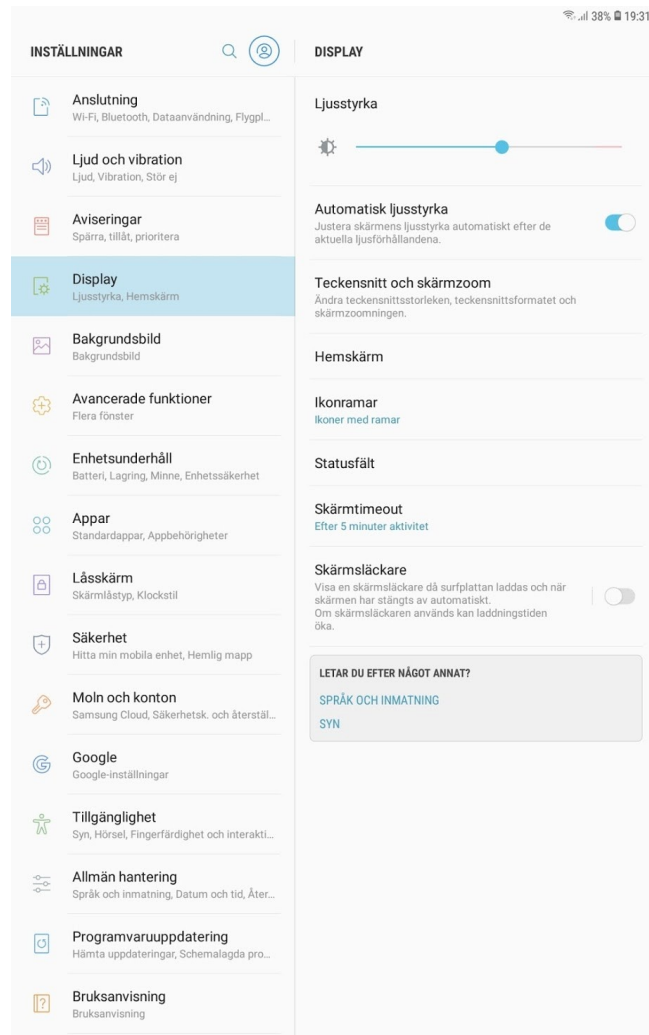 38% 19:31
INSTÄLLNINGAR
Anslutning
Wi-Fi, Bluetooth, Dataanvändning, Flygpl...
Ljud och vibration
Ljud, Vibration, Stör ej
Aviseringar
Spärra, tillåt, prioritera
Display
Ljusstyrka, Hemskärm
Bakgrundsbild
Bakgrundsbild
Avancerade funktioner
Flera fönster
Enhetsunderhåll
Batteri, Lagring, Minne, Enhetssäkerhet
Appar
Standardappar, Appbehörigheter
Låsskärm
Skärmlåstyp, Klockstil
Säkerhet
Hitta min mobila enhet, Hemlig mapp
Moln och konton
Samsung Cloud, Säkerhetsk. och återstäl...
Google
Google-inställningar
Tillgänglighet
Syn, Hörsel, Fingerfärdighet och interakti...
Allmän hantering
Språk och inmatning, Datum och tid, Åter...
Programvaruuppdatering
Hämta uppdateringar, Schemalagda pro...
Bruksanvisning
Bruksanvisning
DISPLAY
Ljusstyrka
Automatisk ljusstyrka
Justera skärmens ljusstyrka automatiskt efter de
aktuella ljusförhållandena.
Teckensnitt och skärmzoom
Ändra teckensnittsstorleken, teckensnittsformatet och
skärmzoomningen.
Hemskärm
Ikonramar
Ikoner med ramar
Statusfält
Skärmtimeout
Efter 5 minuter aktivitet
Skärmsläckare
Visa en skärmsläckare då surfplattan laddas och när
skärmen har stängts av automatiskt.
Om skärmsläckaren används kan laddningstiden
öka.
LETAR DU EFTER NÅGOT ANNAT?
SPRÅK OCH INMATNING
SYN